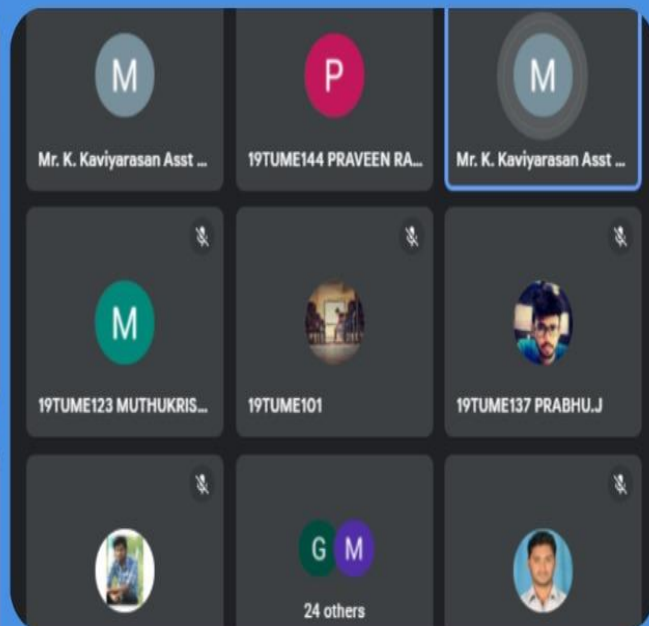 M
P
M
Mr. K. Kaviyarasan Asst ...
19TUME144 PRAVEEN RA...
Mr. K. Kaviyarasan Asst ...
M
19TUME123 MUTHUKRIS...
19TUME101
19TUME137 PRABHU.J
G M
24 others